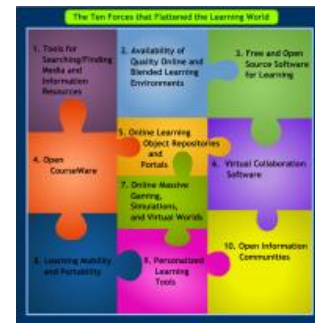 The Ten Forces that Flattened the Learning World
1. Tools for
Searching/Finding
Media and
Information
Resources
2. Availability of
Quality Online and
Blended Learning
Environments
3. Free and Open
Source Software
for Learning
4. Open
CourseWare
5. Online Learning
Object Repositories
and
Portals
6. Virtual Collaboration
Software
7. Online Massive
Gaming,
Simulations,
and Virtual Worlds
8. Learning Mobility
and Portability
9. Personalized
Learning
Tools
10. Open Information
Communities